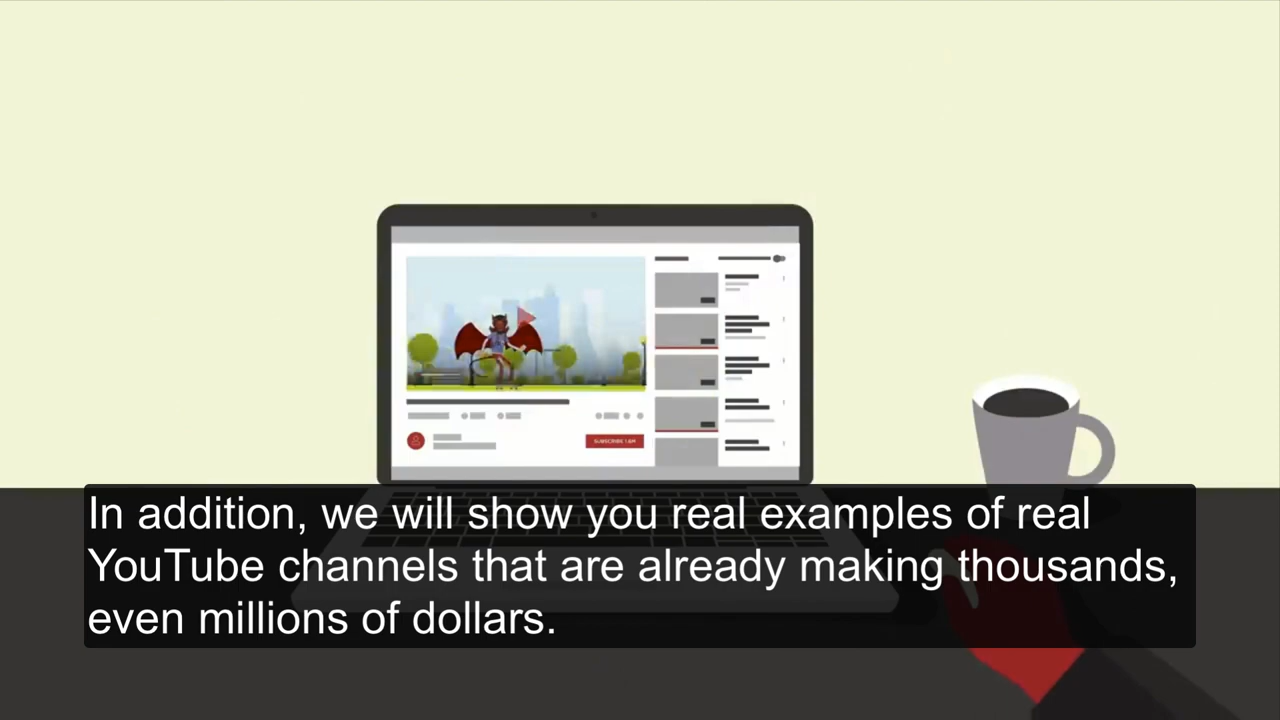 SUBSCRIBE
In addition, we will show you real examples of real
YouTube channels that are already making thousands,
even millions of dollars.